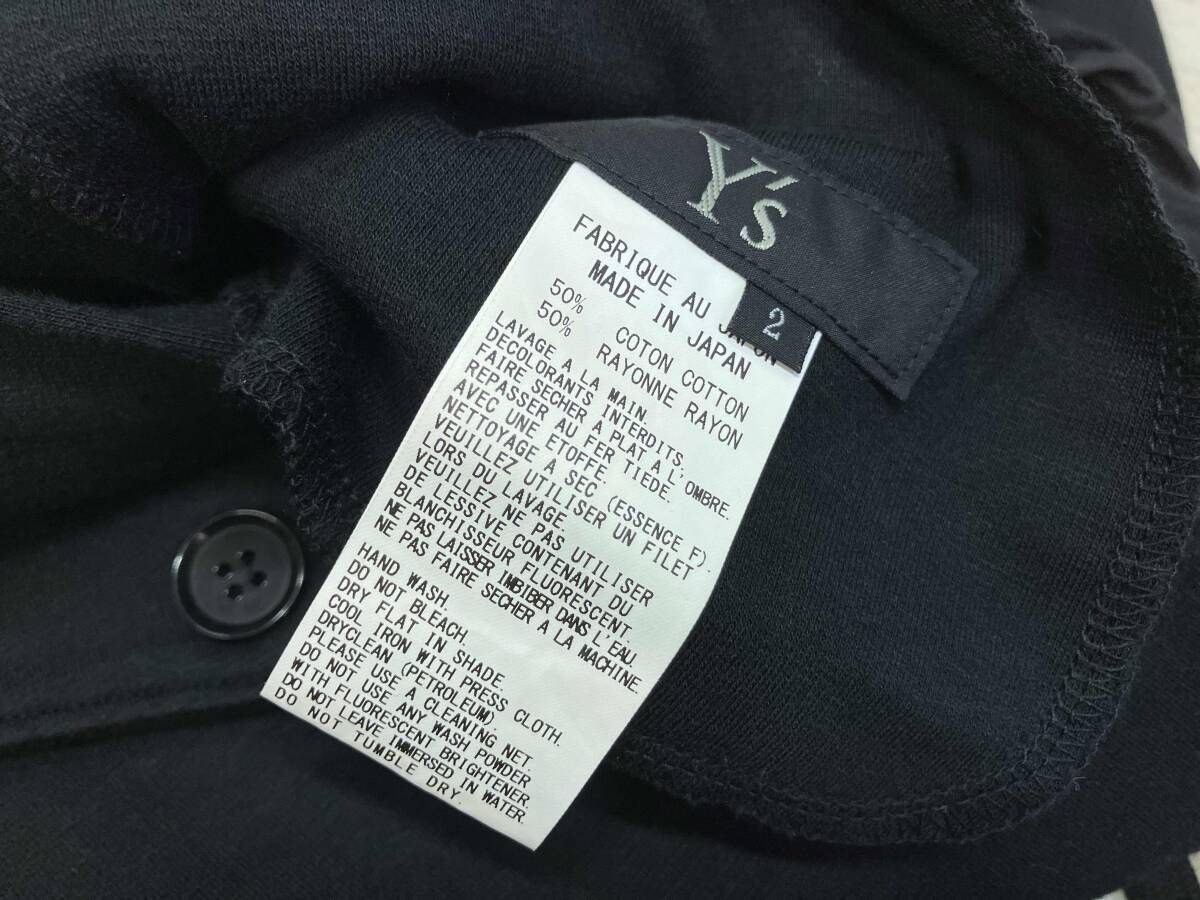 Y's
2
FABRIQUE AU JAPON
MADE IN JAPAN
50% COTON COTTON
50% RAYONNE RAYON
LAVAGE A LA MAIN.
DECOLORANTS INTERDITS.
FAIRE SECHER A PLAT A L'OMBRE.
REPASSER AU FER TIEDE.
AVEC UNE ETOFFE.
NETTOYAGE A SEC (ESSENCE F).
VEUILLEZ UTILISER UN FILET
LORS DU LAVAGE.
VEUILLEZ NE PAS UTILISER
DE LESSIVE CONTENANT DU
BLANCHISSEUR FLUORESCENT.
NE PAS LAISSER IMBIBER DANS L'EAU.
NE PAS FAIRE SECHER A LA MACHINE.
HAND WASH.
DO NOT BLEACH.
DRY FLAT IN SHADE.
COOL IRON WITH PRESS CLOTH.
DRYCLEAN (PETROLEUM).
PLEASE USE A CLEANING NET.
DO NOT USE ANY WASH POWDER
WITH FLUORESCENT BRIGHTENER.
DO NOT LEAVE IMMERSED IN WATER.
DO NOT TUMBLE DRY.